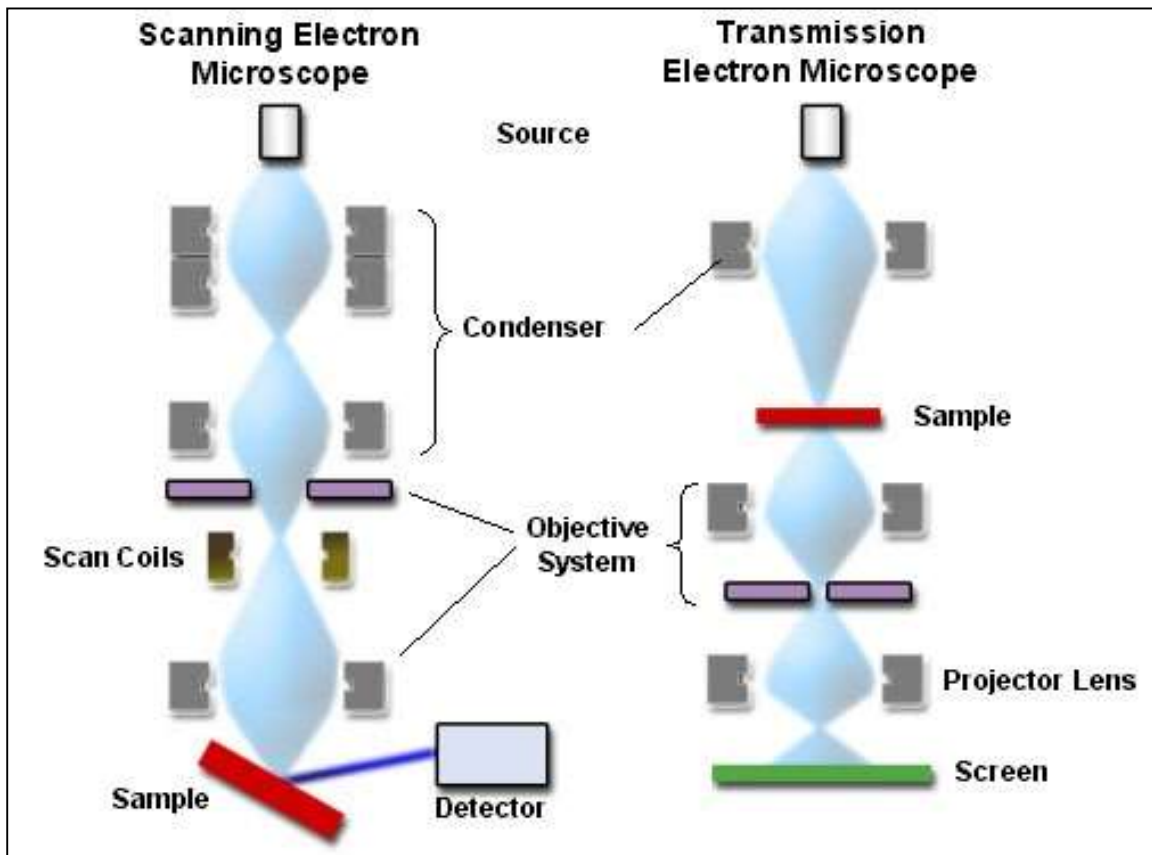 Scanning Electron
Microscope
Transmission
Electron Microscope
Source
Condenser
Sample
Objective
System
Scan Coils
Projector Lens
Sample
Detector
Screen